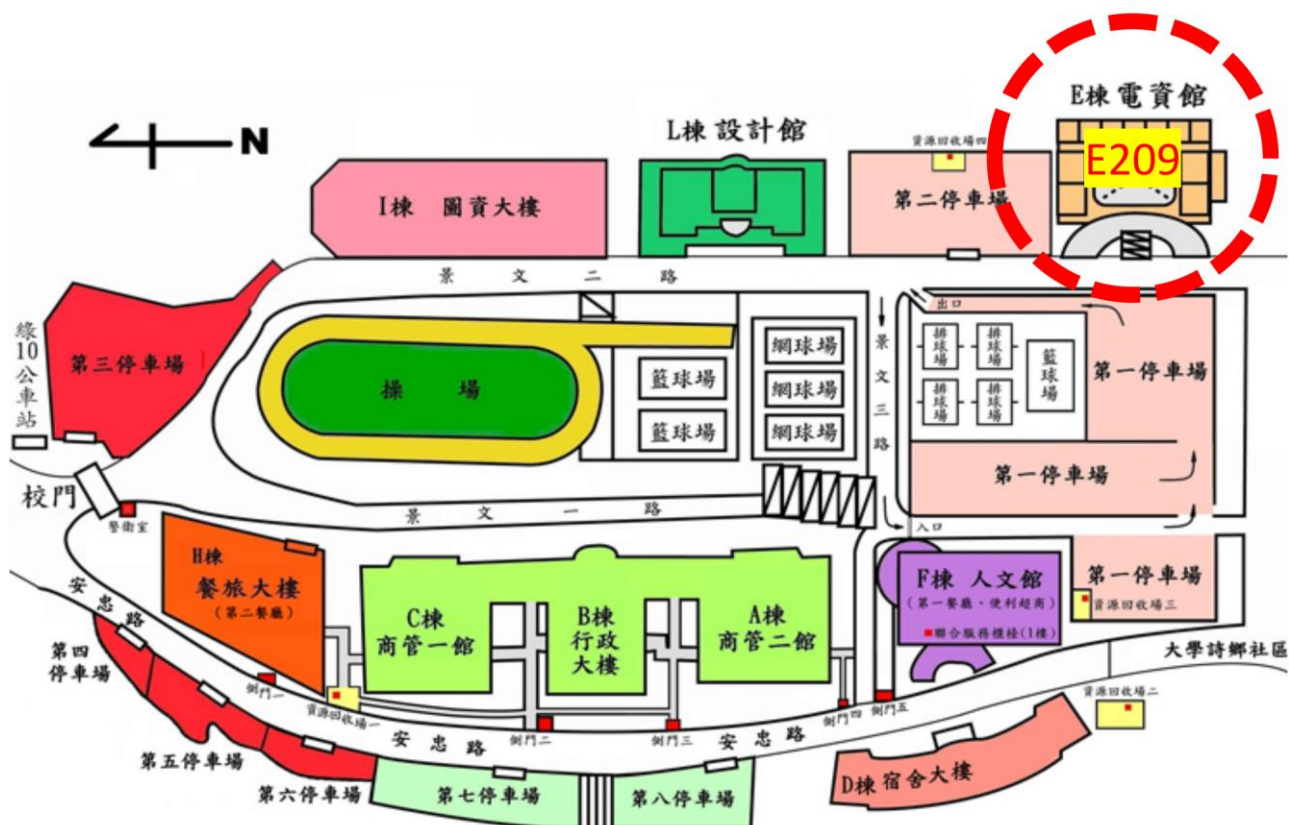 E棟 電資館
E209
N
L棟 設計館
資源回收場四
I棟 圖資大樓
第二停車場
景文二路
出口
排球場
排球場
排球場
排球場
籃球場
第一停車場
綠10公車站
第三停車場
操場
籃球場
籃球場
網球場
網球場
網球場
景文三路
第一停車場
校門
警衛室
景文一路
入口
H棟
餐旅大樓
(第二餐廳)
C棟
商管一館
B棟
行政
大樓
A棟
商管二館
F棟 人文館
(第一餐廳、便利超商)
聯合服務櫃檯(1樓)
第一停車場
資源回收場三
大學詩鄉社區
安忠路
第四
停車場
側門一
資源回收場一
側門二
側門三
側門四
側門五
資源回收場二
安忠路
安忠路
第五停車場
第六停車場
第七停車場
第八停車場
D棟宿舍大樓